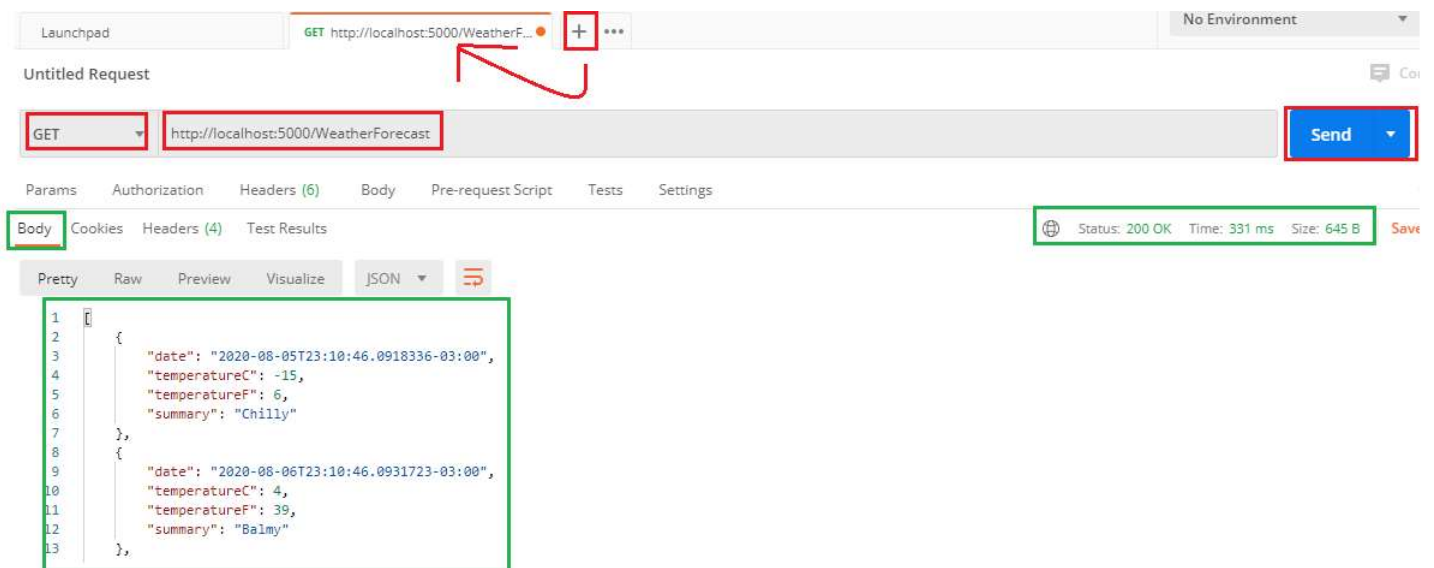 Launchpad GET http://localhost:5000/WeatherF... + ••• No Environment
Untitled Request
GET http://localhost:5000/WeatherForecast Send
Params Authorization Headers (6) Body Pre-request Script Tests Settings
Body Cookies Headers (4) Test Results Status: 200 OK Time: 331 ms Size: 645 B Save
Pretty Raw Preview Visualize JSON
1 [
2 {
3 "date": "2020-08-05T23:10:46.0918336-03:00",
4 "temperatureC": -15,
5 "temperatureF": 6,
6 "summary": "Chilly"
7 },
8 {
9 "date": "2020-08-06T23:10:46.0931723-03:00",
10 "temperatureC": 4,
11 "temperatureF": 39,
12 "summary": "Balmy"
13 },